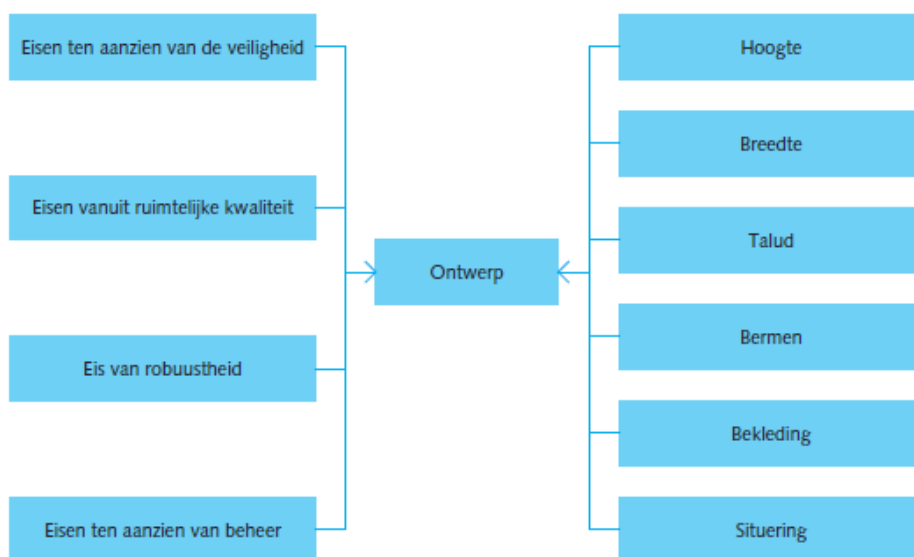 Eisen ten aanzien van de veiligheid
Eisen vanuit ruimtelijke kwaliteit
Eis van robuustheid
Eisen ten aanzien van beheer
Ontwerp
Hoogte
Breedte
Talud
Bermen
Bekleding
Situering